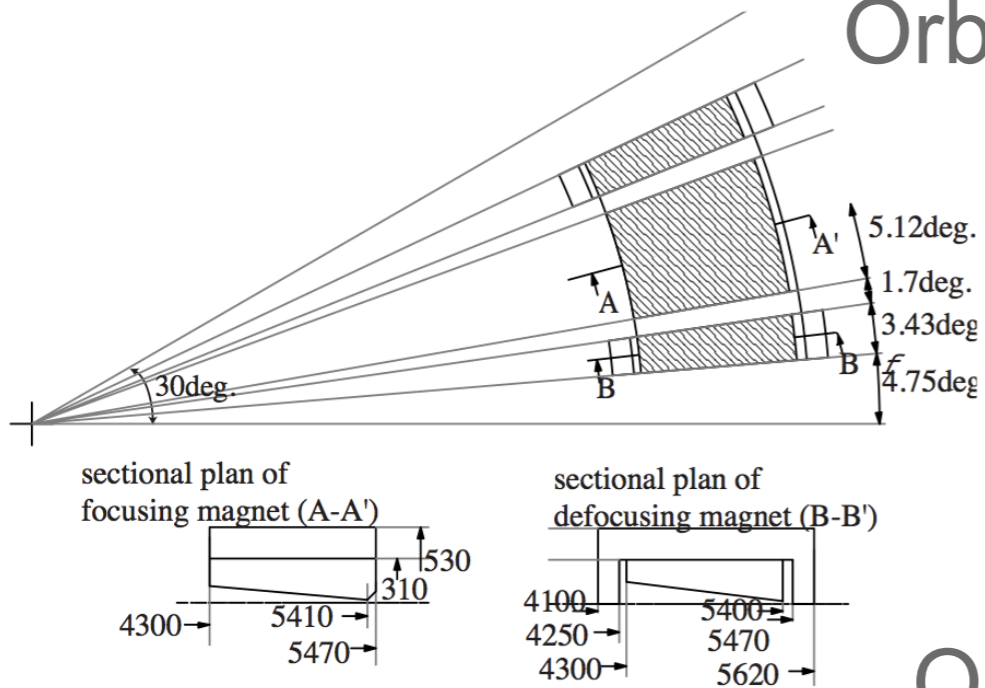 Orb
A'
5.12deg.
1.7deg.
A
3.43deg
B
B
f
4.75deg
30deg.
sectional plan of
focusing magnet (A-A')
530
310
4300
5410
5470
sectional plan of
defocusing magnet (B-B')
4100
4250
4300
5400
5470
5620
O